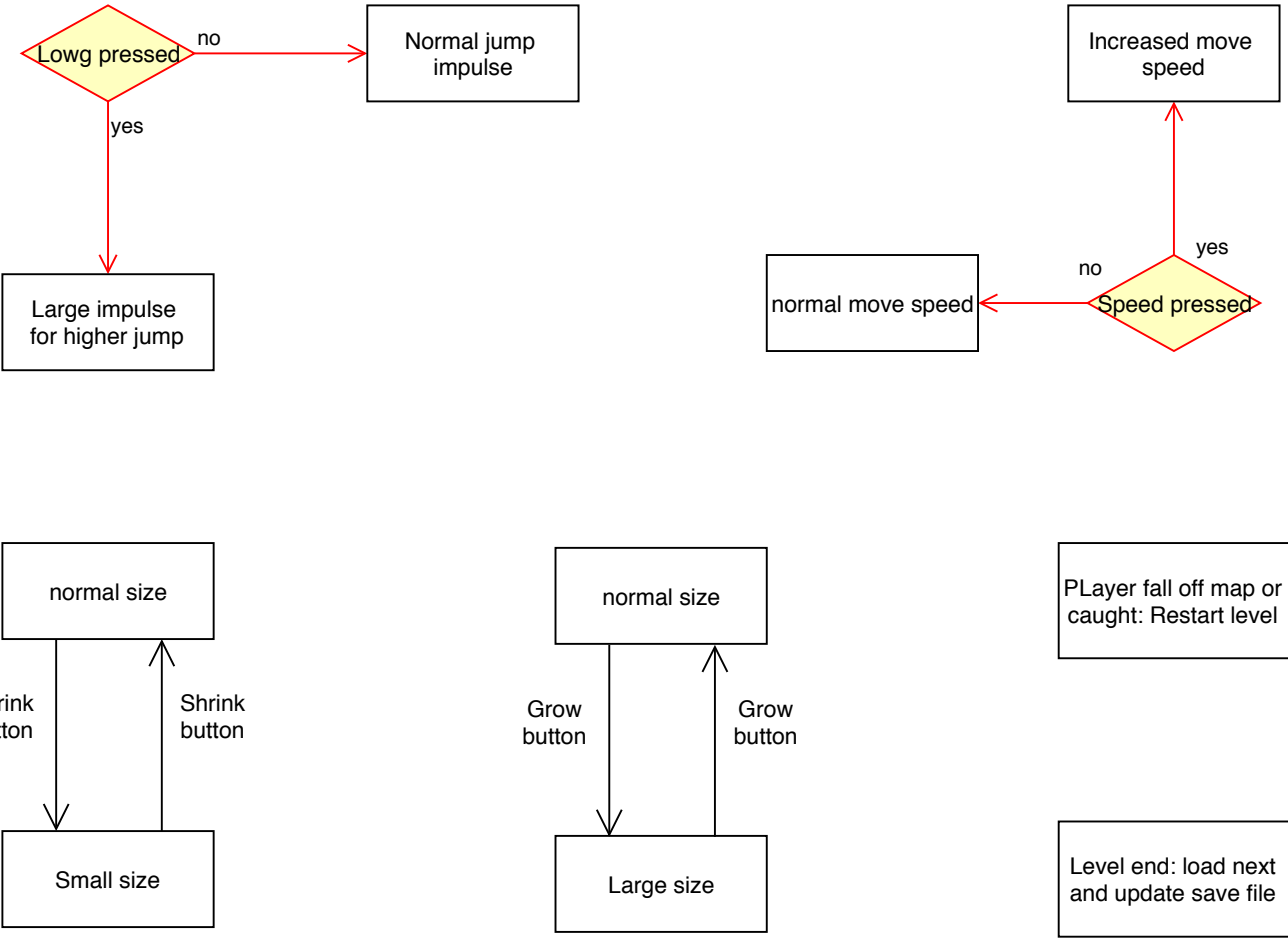 Lowg pressed
no
Normal jump
impulse
yes
Large impulse
for higher jump
Increased move
speed
yes
no
Speed pressed
normal move speed
normal size
Shrink
button
Small size
normal size
Grow
button
Grow
button
Large size
PLayer fall off map or
caught: Restart level
Level end: load next
and update save file